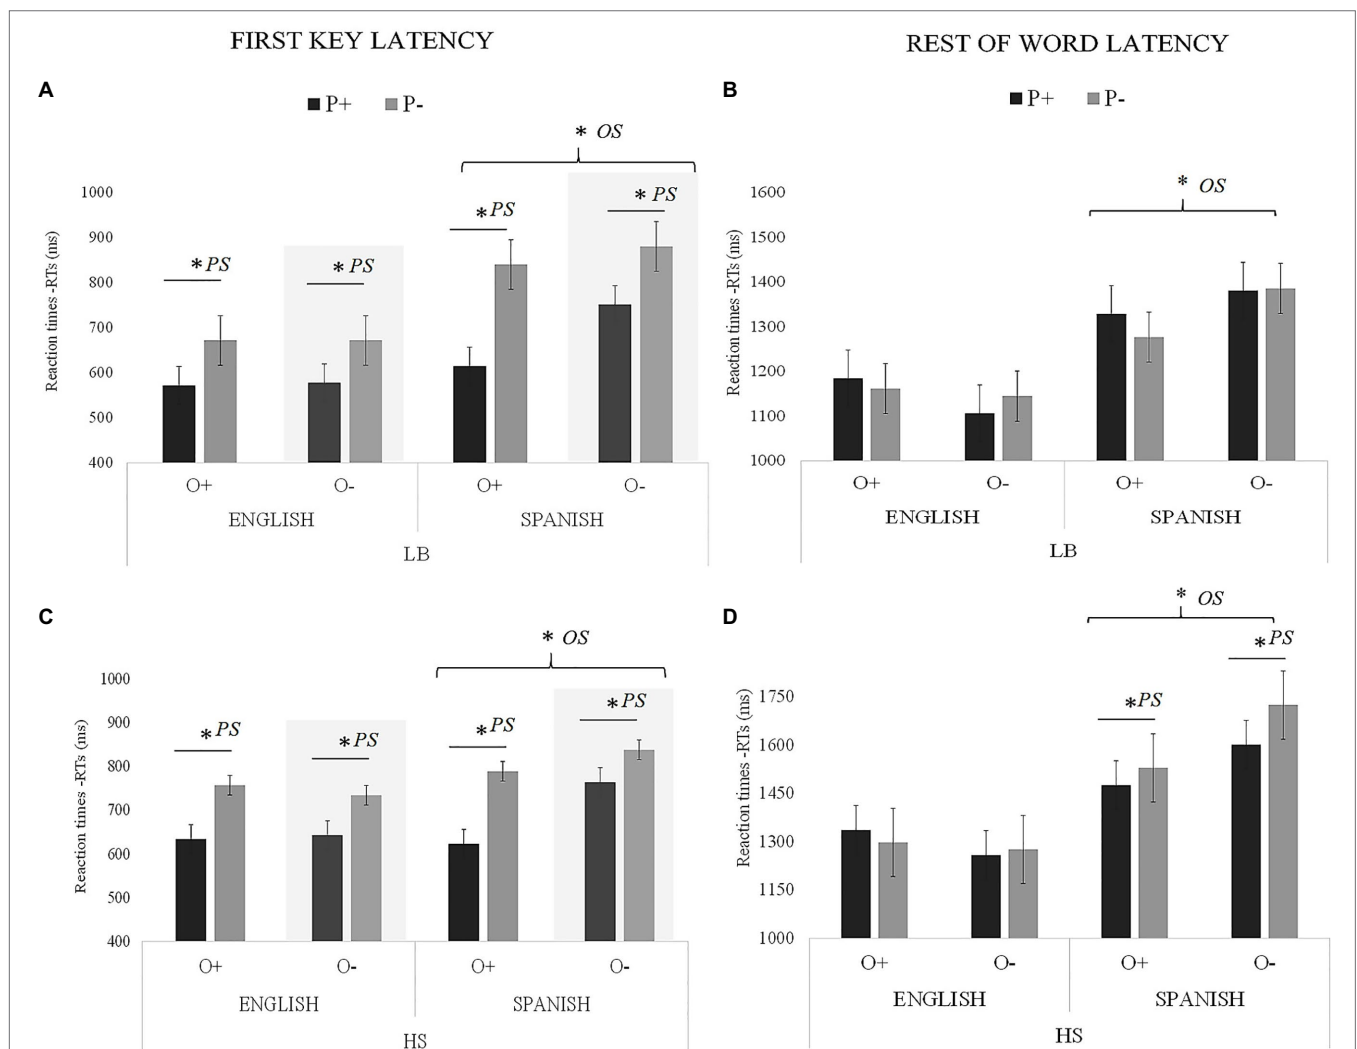 FIRST KEY LATENCY
REST OF WORD LATENCY
A
P+ P-
* OS
Reaction times -RTs (ms)
1000
900
800
700
600
500
400
*PS
*PS
*PS
*PS
O+ O- O+ O-
ENGLISH SPANISH
LB
B
P+ P-
* OS
Reaction times -RTs (ms)
1600
1500
1400
1300
1200
1100
1000
O+ O- O+ O-
ENGLISH SPANISH
LB
C
* OS
Reaction times -RTs (ms)
1000
900
800
700
600
500
400
*PS
*PS
*PS
*PS
O+ O- O+ O-
ENGLISH SPANISH
HS
D
* OS
*PS
*PS
Reaction times -RTs (ms)
1750
1600
1450
1300
1150
1000
O+ O- O+ O-
ENGLISH SPANISH
HS